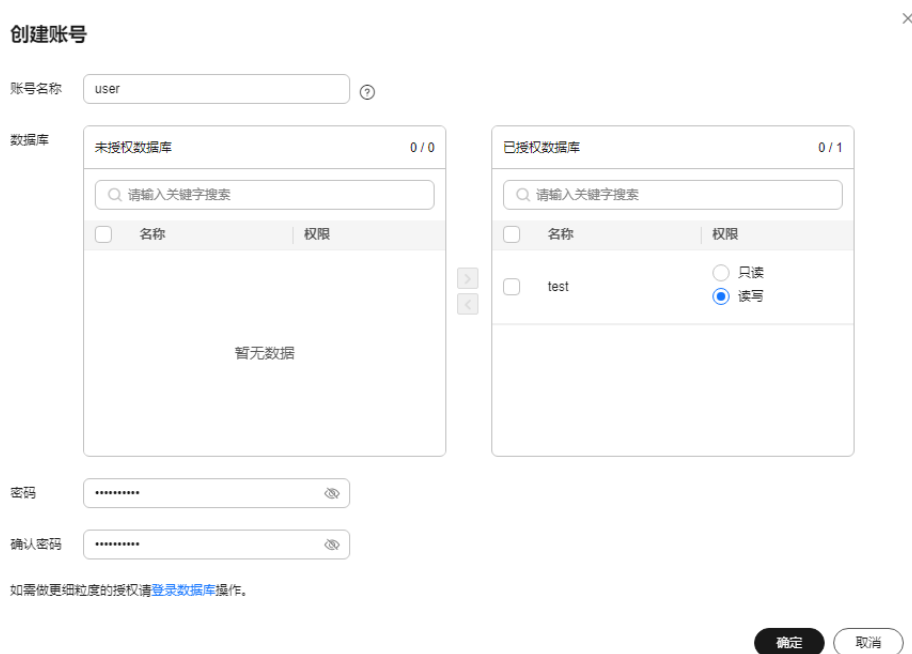 创建账号
账号名称 user
数据库
未授权数据库 0 / 0
请输入关键字搜索
名称 权限
暂无数据
已授权数据库 0 / 1
请输入关键字搜索
名称 权限
test
只读
读写
密码 ••••••••••
确认密码 ••••••••••
如需做更细粒度的授权请登录数据库操作。
确定 取消